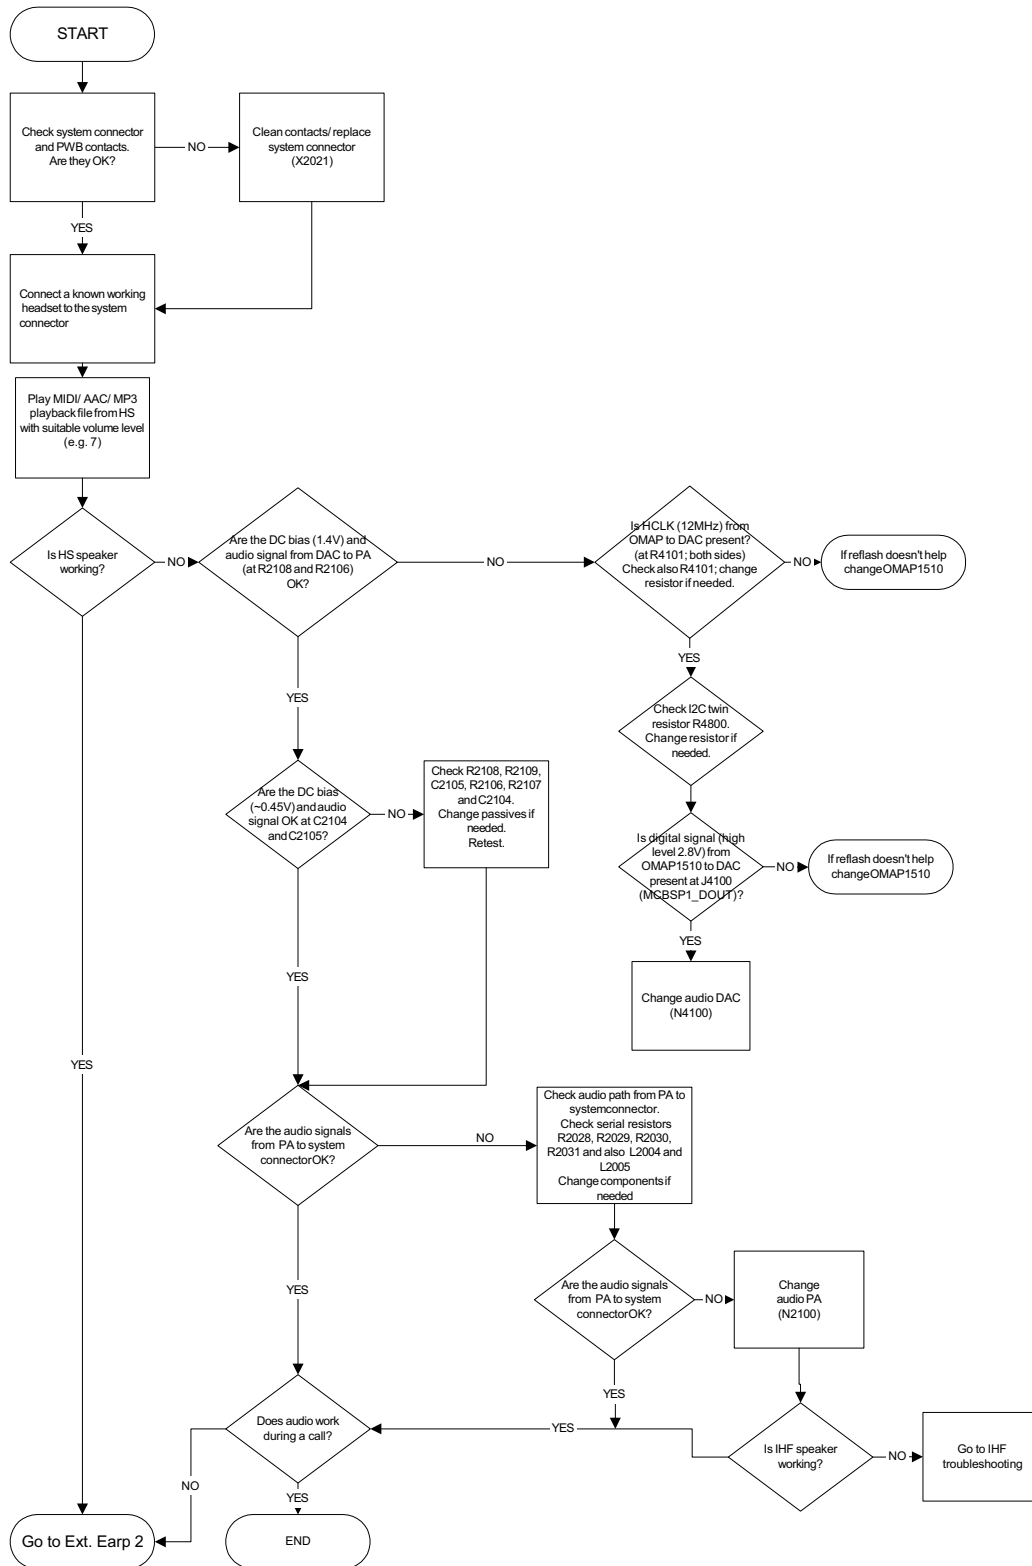 START
Check system connector
and PWB contacts.
Are they OK?
NO
Clean contacts/ replace
system connector
(X2021)
YES
Connect a known working
headset to the system
connector
Play MIDI/ AAC/ MP3
playback file from HS
with suitable volume level
(e.g. 7)
Is HS speaker
working?
NO
Are the DC bias (1.4V) and
audio signal from DAC to PA
(at R2108 and R2106)
OK?
NO
Is HCLK (12MHz) from
OMAP to DAC present?
(at R4101; both sides)
Check also R4101; change
resistor if needed.
NO
If reflash doesn't help
change OMAP1510
YES
YES
Check I2C twin
resistor R4800.
Change resistor if
needed.
Are the DC bias
(~0.45V) and audio
signal OK at C2104
and C2105?
NO
Check R2108, R2109,
C2105, R2106, R2107
and C2104.
Change passives if
needed.
Retest.
Is digital signal (high
level 2.8V) from
OMAP1510 to DAC
present at J4100
(MCBSP1_DOUT)?
NO
If reflash doesn't help
change OMAP1510
YES
YES
Change audio DAC
(N4100)
YES
Are the audio signals
from PA to system
connector OK?
NO
Check audio path from PA to
system connector.
Check serial resistors
R2028, R2029, R2030,
R2031 and also L2004 and
L2005
Change components if
needed
YES
Are the audio signals
from PA to system
connector OK?
NO
Change
audio PA
(N2100)
YES
Does audio work
during a call?
YES
Is IHF speaker
working?
NO
Go to IHF
troubleshooting
NO
YES
Go to Ext. Earp 2
END